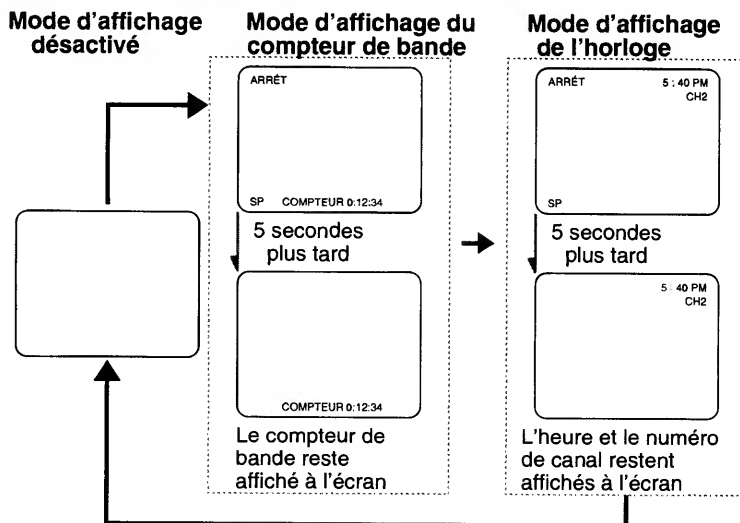 Mode d'affichage
désactivé
Mode d'affichage du
compteur de bande
ARRÉT
SP COMPTEUR 0:12:34
5 secondes
plus tard
COMPTEUR 0:12:34
Le compteur de
bande reste
affiché à l'écran
Mode d'affichage
de l'horloge
ARRÉT 5:40 PM
CH2
SP
5 secondes
plus tard
5 40 PM
CH2
L'heure et le numéro
de canal restent
affichés à l'écran